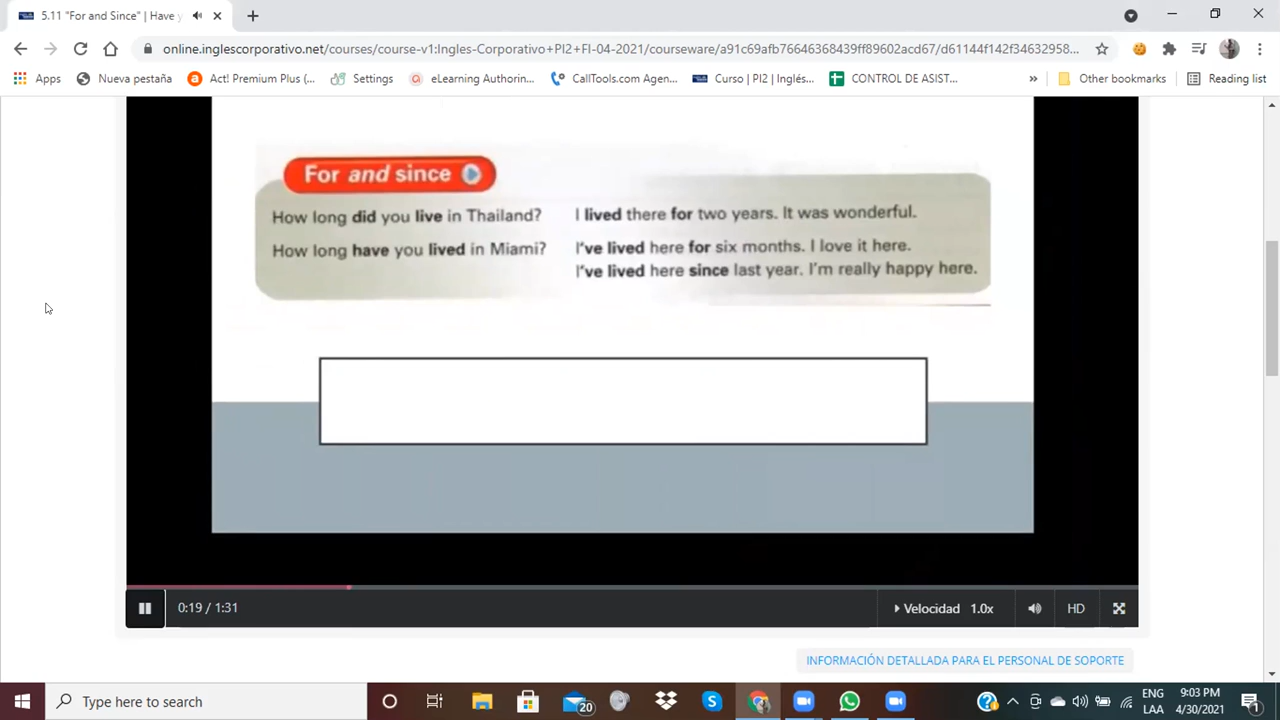 5.11 "For and Since" | Have y
online.inglescorporativo.net/courses/course-v1:Ingles-Corporativo+PI2+FI-04-2021/courseware/a91c69afb76646368439ff89602acd67/d61144f142f34632958...
Apps Nueva pestaña Act! Premium Plus (... Settings eLearning Authorin... CallTools.com Agen... Curso | PI2 | Inglés... CONTROL DE ASIST... » Other bookmarks Reading list
For and since
How long did you live in Thailand? I lived there for two years. It was wonderful.
How long have you lived in Miami? I've lived here for six months. I love it here.
I've lived here since last year. I'm really happy here.
0:19 / 1:31 Velocidad 1.0x HD
INFORMACIÓN DETALLADA PARA EL PERSONAL DE SOPORTE
Type here to search 20 ENG 9:03 PM
LAA 4/30/2021 1